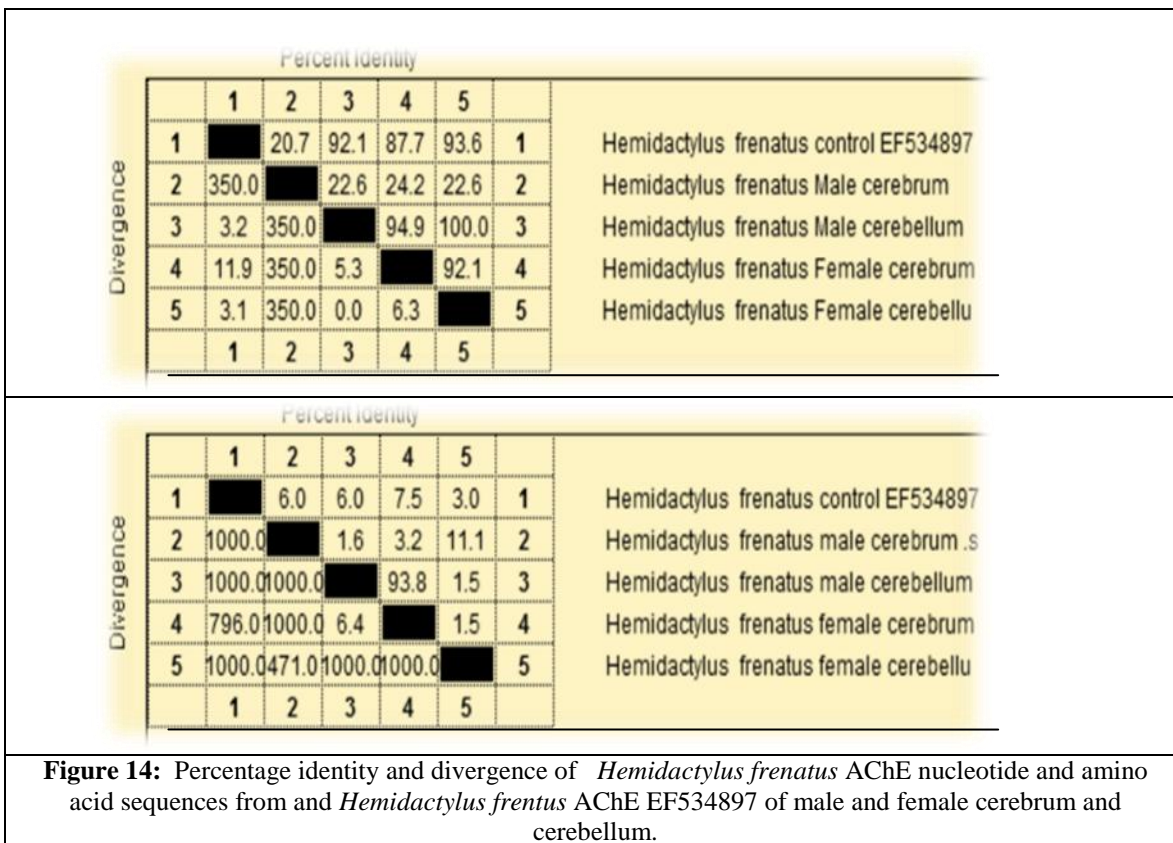 Percent Identity
1 2 3 4 5
1 20.7 92.1 87.7 93.6 1 Hemidactylus frenatus control EF534897
2 350.0 22.6 24.2 22.6 2 Hemidactylus frenatus Male cerebrum
3 3.2 350.0 94.9 100.0 3 Hemidactylus frenatus Male cerebellum
4 11.9 350.0 5.3 92.1 4 Hemidactylus frenatus Female cerebrum
5 3.1 350.0 0.0 6.3 5 Hemidactylus frenatus Female cerebellu
1 2 3 4 5
Divergence
Percent Identity
1 2 3 4 5
1 6.0 6.0 7.5 3.0 1 Hemidactylus frenatus control EF534897
2 1000.0 1.6 3.2 11.1 2 Hemidactylus frenatus male cerebrum .s
3 1000.0 1000.0 93.8 1.5 3 Hemidactylus frenatus male cerebellum
4 796.0 1000.0 6.4 1.5 4 Hemidactylus frenatus female cerebrum
5 1000.0 471.0 1000.0 1000.0 5 Hemidactylus frenatus female cerebellu
1 2 3 4 5
Divergence
Figure 14: Percentage identity and divergence of Hemidactylus frenatus AChE nucleotide and amino
acid sequences from and Hemidactylus frentus AChE EF534897 of male and female cerebrum and
cerebellum.